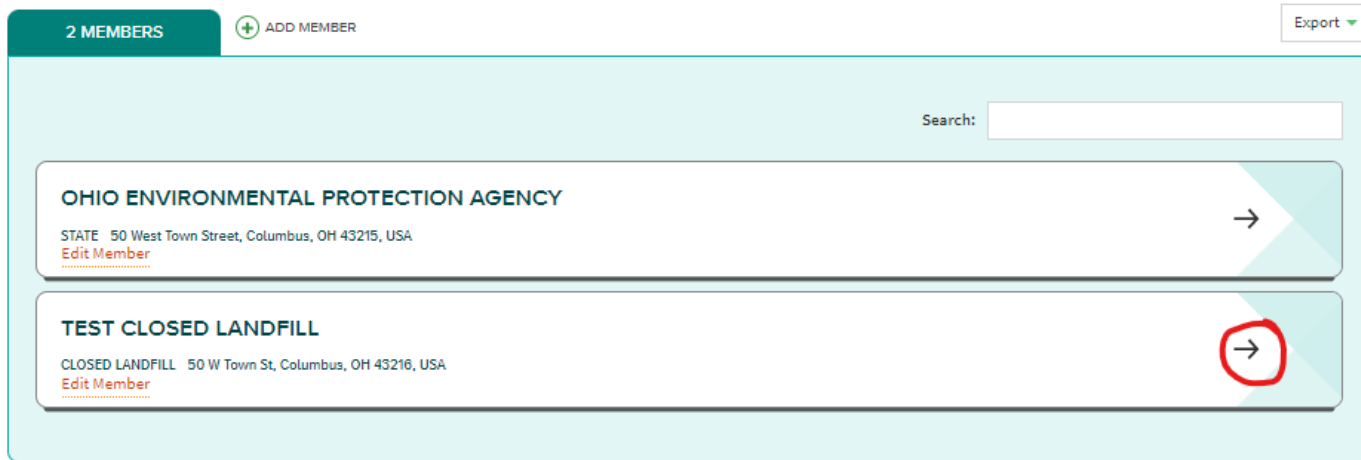 2 MEMBERS
ADD MEMBER
Export
Search:
OHIO ENVIRONMENTAL PROTECTION AGENCY
STATE 50 West Town Street, Columbus, OH 43215, USA
Edit Member
TEST CLOSED LANDFILL
CLOSED LANDFILL 50 W Town St, Columbus, OH 43216, USA
Edit Member